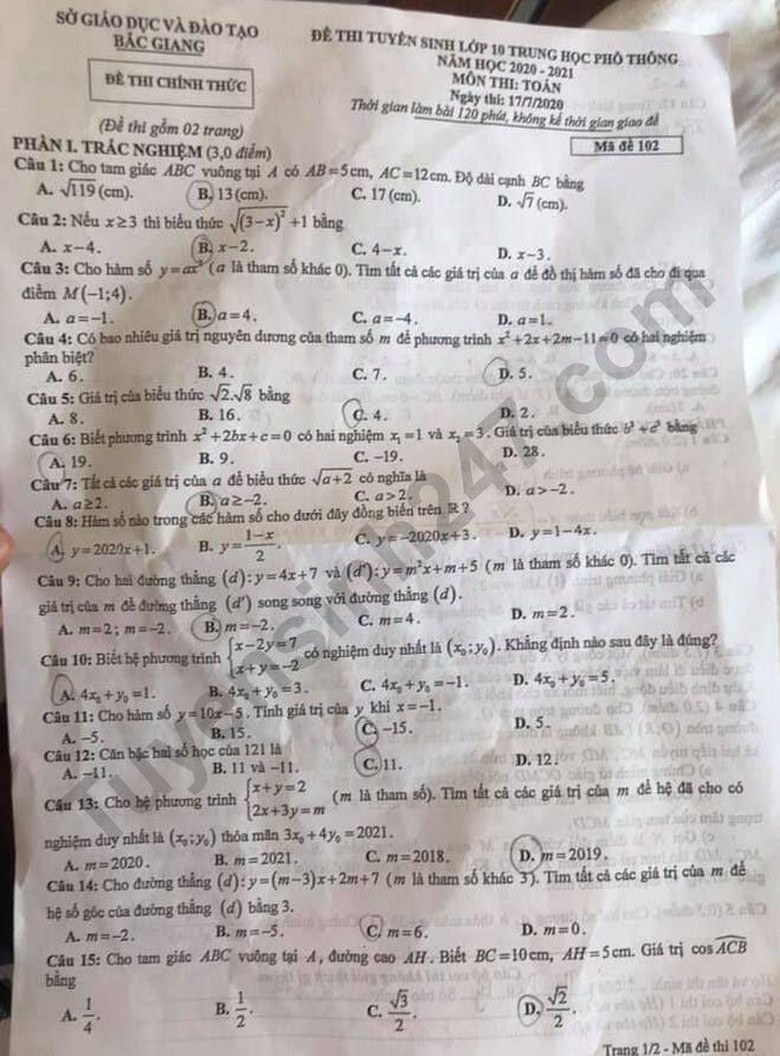 SỞ GIÁO DỤC VÀ ĐÀO TẠO
BẮC GIANG
ĐỀ THI CHÍNH THỨC
(Đề thi gồm 02 trang)
ĐỀ THI TUYỂN SINH LỚP 10 TRUNG HỌC PHỔ THÔNG
NĂM HỌC 2020 - 2021
MÔN THI: TOÁN
Ngày thi: 17/7/2020
Thời gian làm bài 120 phút, không kể thời gian giao đề
Mã đề 102
PHẦN I. TRẮC NGHIỆM (3,0 điểm)
Câu 1: Cho tam giác ABC vuông tại A có AB = 5cm, AC = 12cm. Độ dài cạnh BC bằng
A. √119 (cm). B. 13 (cm). C. 17 (cm). D. √7 (cm).
Câu 2: Nếu x ≥ 3 thì biểu thức √(3−x)² + 1 bằng
A. x − 4. B. x − 2. C. 4 − x. D. x − 3.
Câu 3: Cho hàm số y = ax² (a là tham số khác 0). Tìm tất cả các giá trị của a để đồ thị hàm số đã cho đi qua
điểm M(−1;4).
A. a = −1. B. a = 4. C. a = −4. D. a = 1.
Câu 4: Có bao nhiêu giá trị nguyên dương của tham số m để phương trình x² + 2x + 2m − 11 = 0 có hai nghiệm
phân biệt?
A. 6. B. 4. C. 7. D. 5.
Câu 5: Giá trị của biểu thức √2.√8 bằng
A. 8. B. 16. C. 4. D. 2.
Câu 6: Biết phương trình x² + 2bx + c = 0 có hai nghiệm x₁ = 1 và x₂ = 3. Giá trị của biểu thức b³ + c³ bằng
A. 19. B. 9. C. −19. D. 28.
Câu 7: Tất cả các giá trị của a để biểu thức √a+2 có nghĩa là
A. a ≥ 2. B. a ≥ −2. C. a > 2. D. a > −2.
Câu 8: Hàm số nào trong các hàm số cho dưới đây đồng biến trên ℝ?
A. y = 2020x + 1. B. y = (1−x)/2. C. y = −2020x + 3. D. y = 1 − 4x.
Câu 9: Cho hai đường thẳng (d): y = 4x + 7 và (d'): y = m²x + m + 5 (m là tham số khác 0). Tìm tất cả các
giá trị của m để đường thẳng (d') song song với đường thẳng (d).
A. m = 2; m = −2. B. m = −2. C. m = 4. D. m = 2.
Câu 10: Biết hệ phương trình {x − 2y = 7; x + y = −2 có nghiệm duy nhất là (x₀; y₀). Khẳng định nào sau đây là đúng?
A. 4x₀ + y₀ = 1. B. 4x₀ + y₀ = 3. C. 4x₀ + y₀ = −1. D. 4x₀ + y₀ = 5.
Câu 11: Cho hàm số y = 10x − 5. Tính giá trị của y khi x = −1.
A. −5. B. 15. C. −15. D. 5.
Câu 12: Căn bậc hai số học của 121 là
A. −11. B. 11 và −11. C. 11. D. 12.
Câu 13: Cho hệ phương trình {x + y = 2; 2x + 3y = m (m là tham số). Tìm tất cả các giá trị của m để hệ đã cho có
nghiệm duy nhất là (x₀; y₀) thỏa mãn 3x₀ + 4y₀ = 2021.
A. m = 2020. B. m = 2021. C. m = 2018. D. m = 2019.
Câu 14: Cho đường thẳng (d): y = (m−3)x + 2m + 7 (m là tham số khác 3). Tìm tất cả các giá trị của m để
hệ số góc của đường thẳng (d) bằng 3.
A. m = −2. B. m = −5. C. m = 6. D. m = 0.
Câu 15: Cho tam giác ABC vuông tại A, đường cao AH. Biết BC = 10cm, AH = 5cm. Giá trị cos ACB
bằng
A. 1/4. B. 1/2. C. √3/2. D. √2/2.
Trang 1/2 - Mã đề thi 102
Tuyensinh247.com